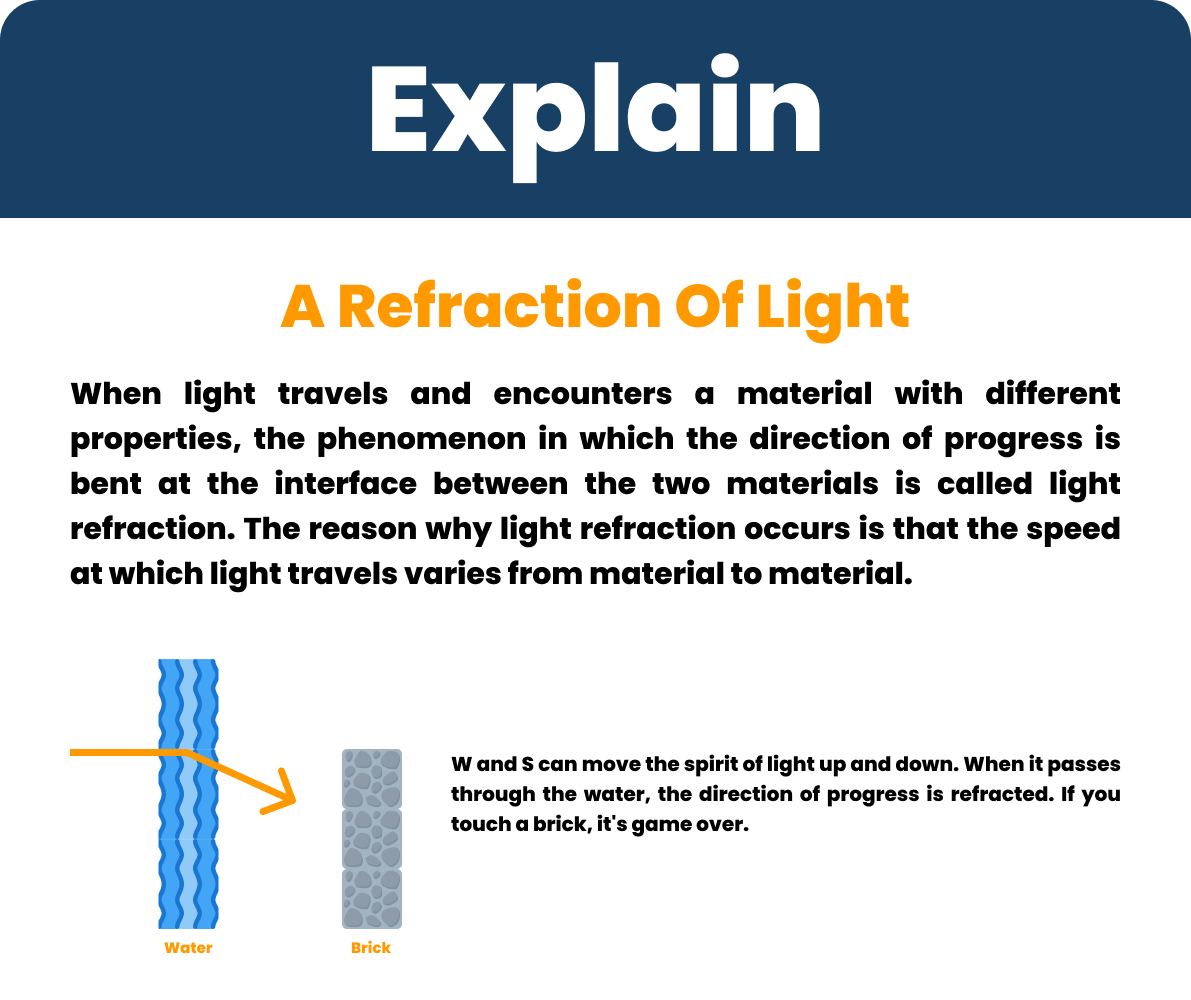 Explain
A Refraction Of Light
When light travels and encounters a material with different
properties, the phenomenon in which the direction of progress is
bent at the interface between the two materials is called light
refraction. The reason why light refraction occurs is that the speed
at which light travels varies from material to material.
W and S can move the spirit of light up and down. When it passes
through the water, the direction of progress is refracted. If you
touch a brick, it's game over.
Water
Brick